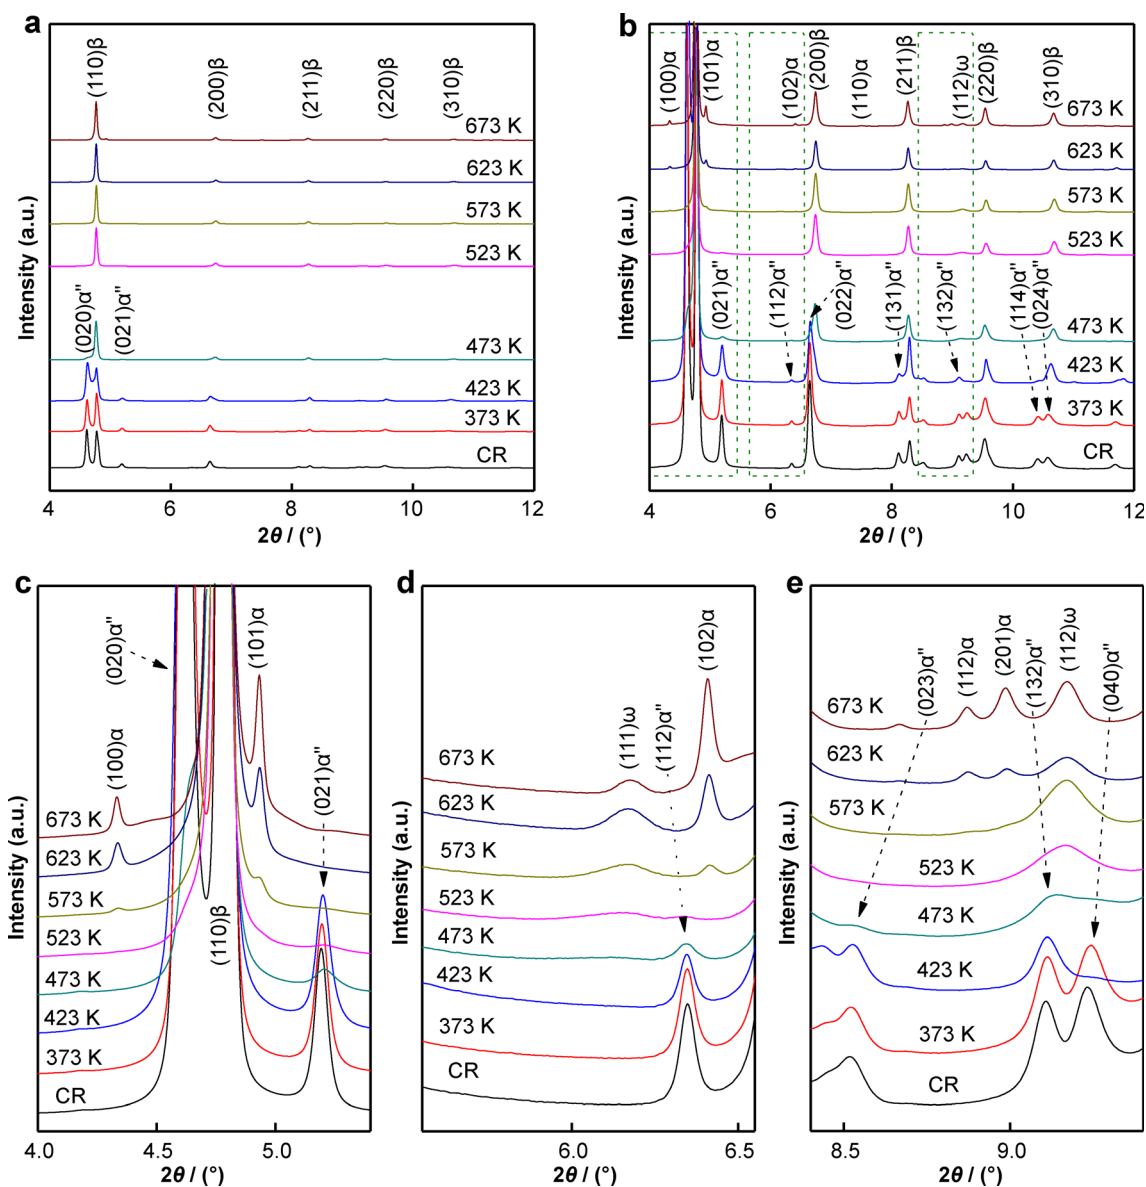 a
Intensity (a.u.)
(110)β
(200)β
(211)β
(220)β
(310)β
673 K
623 K
573 K
523 K
(020)α"
(021)α"
473 K
423 K
373 K
CR
4 6 8 10 12
2θ / (°)
b
Intensity (a.u.)
(100)α
(101)α
(102)α
(200)β
(110)α
(211)β
(112)ω
(220)β
(310)β
673 K
623 K
573 K
523 K
(021)α"
(112)α"
(022)α"
(131)α"
(132)α"
(114)α"
(024)α"
473 K
423 K
373 K
CR
4 6 8 10 12
2θ / (°)
c
Intensity (a.u.)
(020)α"
(101)α
(100)α
(021)α"
(110)β
673 K
623 K
573 K
523 K
473 K
423 K
373 K
CR
4.0 4.5 5.0
2θ / (°)
d
Intensity (a.u.)
(102)α
(111)ω
(112)α"
673 K
623 K
573 K
523 K
473 K
423 K
373 K
CR
6.0 6.5
2θ / (°)
e
Intensity (a.u.)
(023)α"
(112)α
(201)α
(132)α"
(112)ω
(040)α"
673 K
623 K
573 K
523 K
473 K
423 K
373 K
CR
8.5 9.0
2θ / (°)